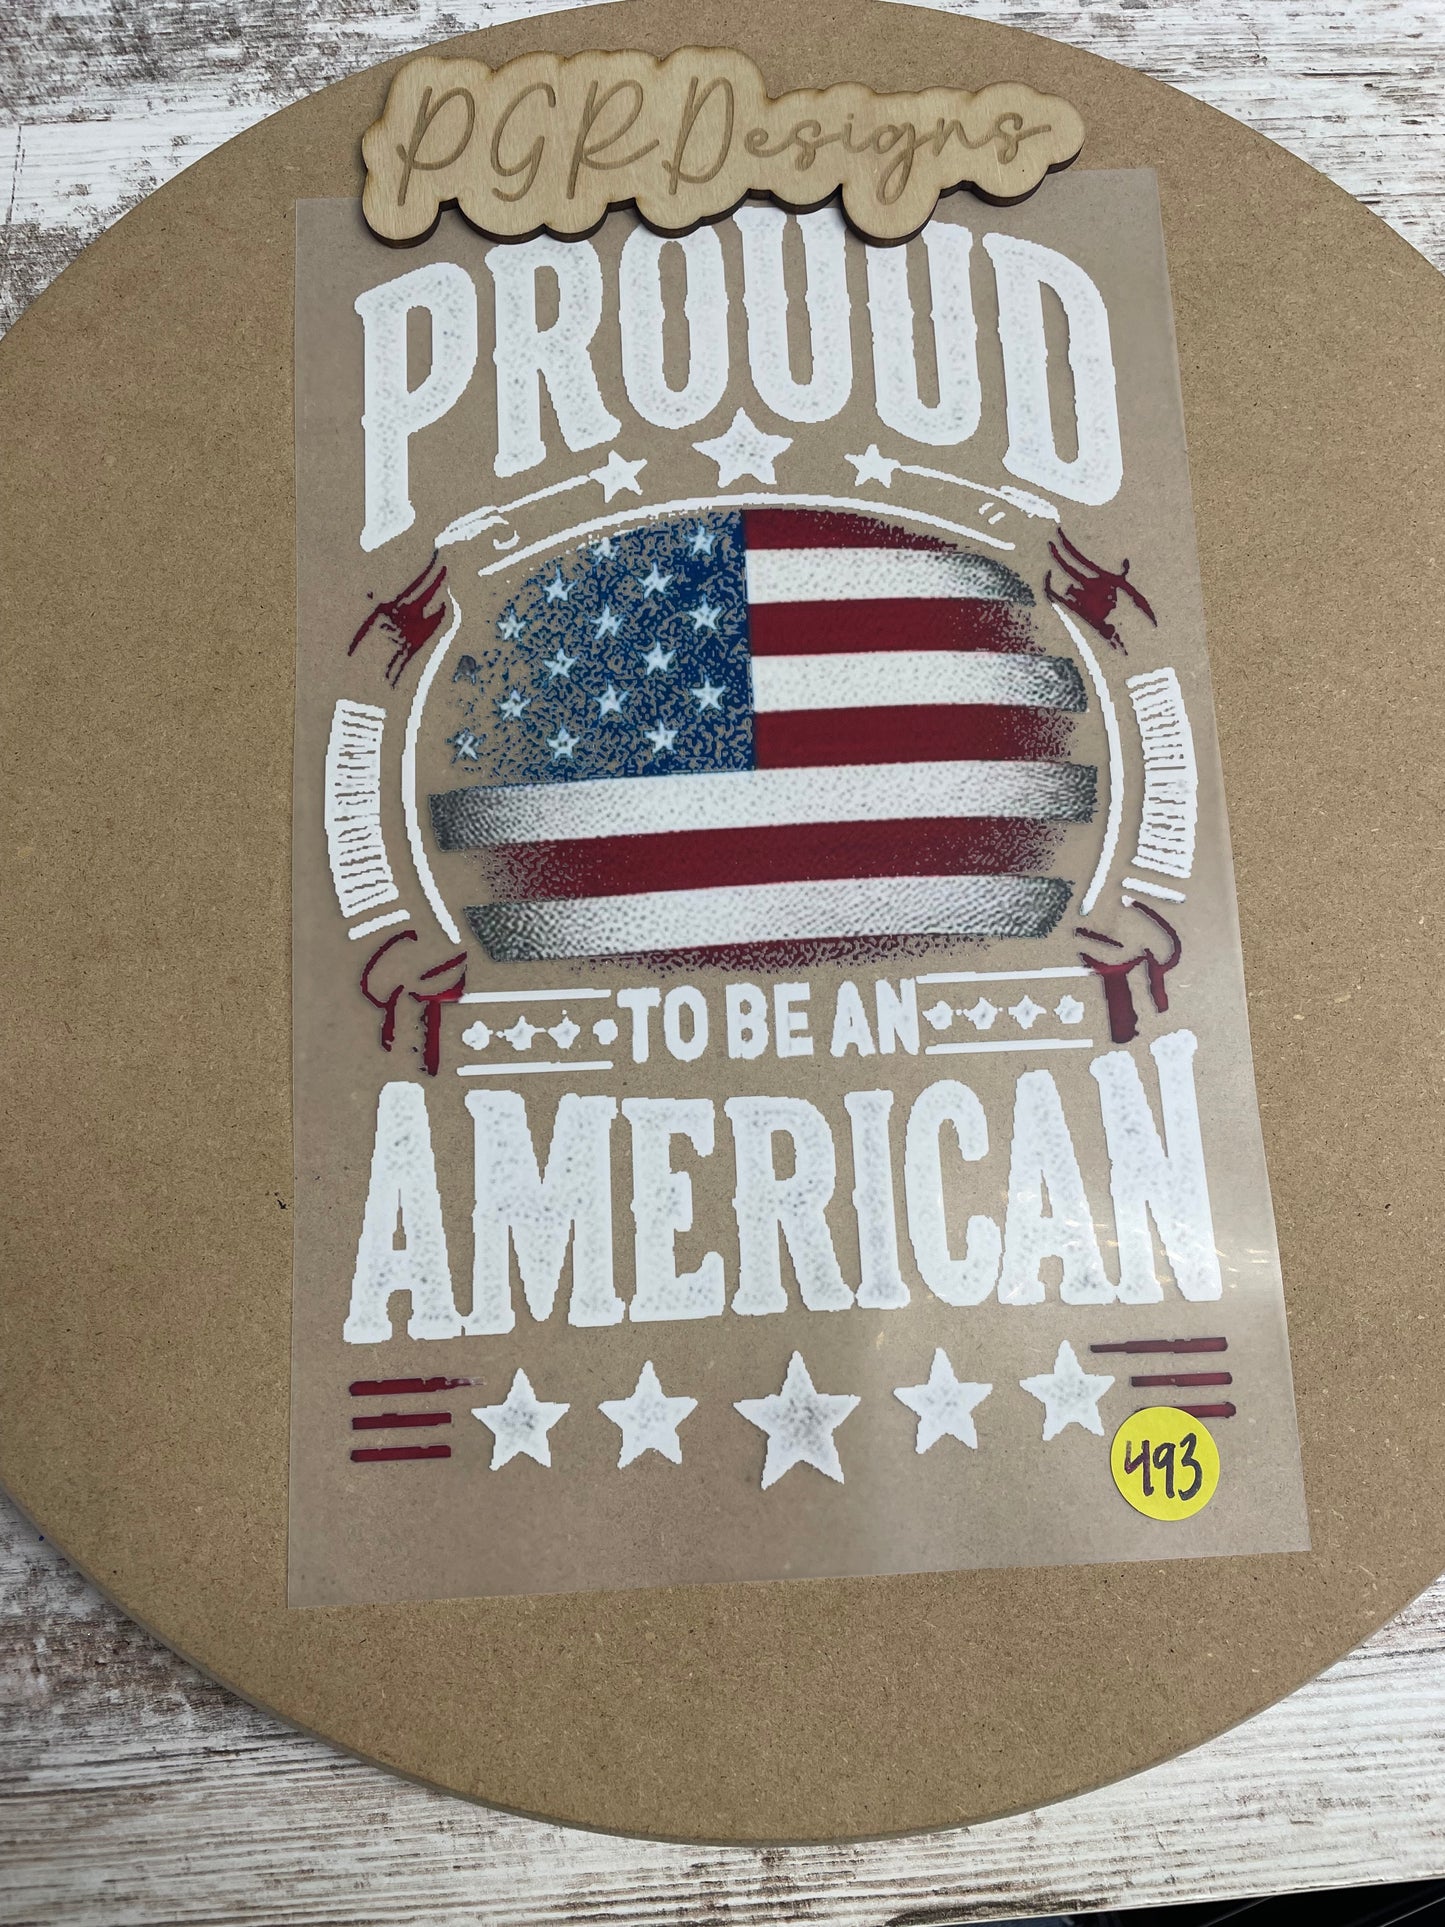 PGRDesigns
PROUUD
TO BE AN
AMERICAN
493